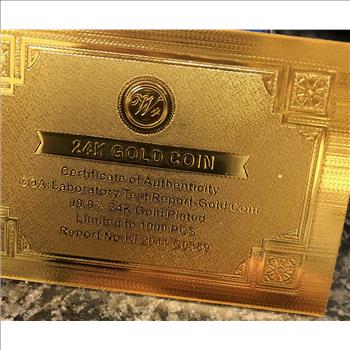 24K GOLD COIN
Certificate of Authenticity
COA:Laboratory Test Report-Gold Coin
99.9% 24K Gold Plated
Limited to 1000 PCS
Report No